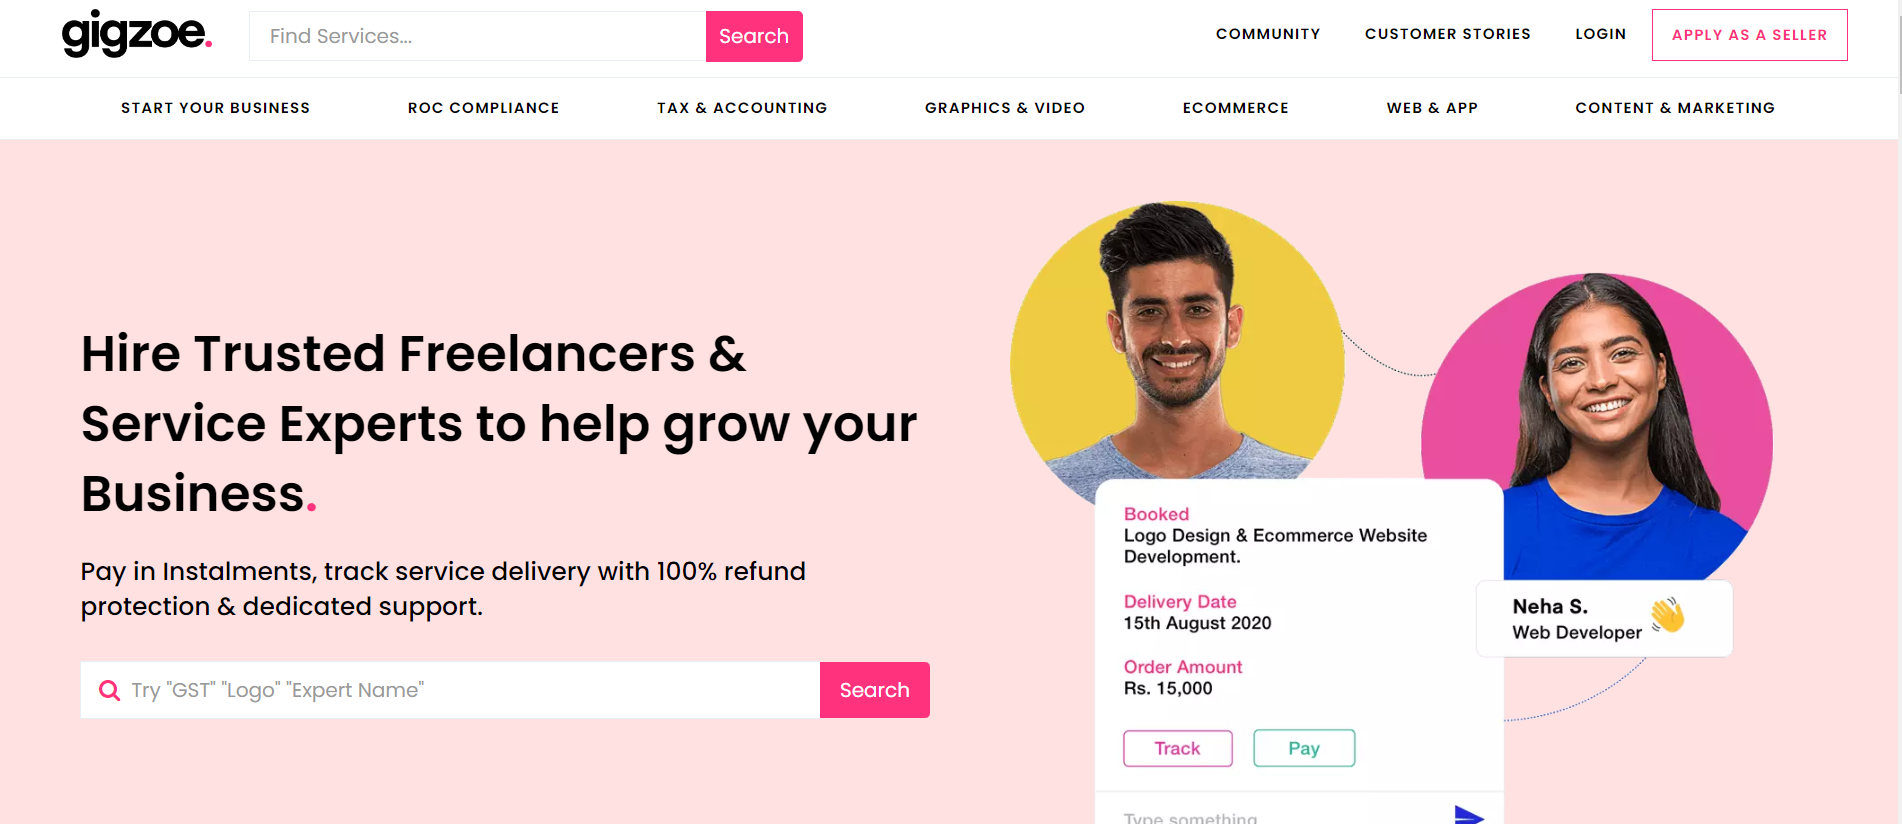 gigzoe.
Find Services...
Search
COMMUNITY
CUSTOMER STORIES
LOGIN
APPLY AS A SELLER
START YOUR BUSINESS
ROC COMPLIANCE
TAX & ACCOUNTING
GRAPHICS & VIDEO
ECOMMERCE
WEB & APP
CONTENT & MARKETING
Hire Trusted Freelancers &
Service Experts to help grow your
Business.
Pay in Instalments, track service delivery with 100% refund
protection & dedicated support.
Try "GST" "Logo" "Expert Name"
Search
Booked
Logo Design & Ecommerce Website
Development.
Delivery Date
15th August 2020
Order Amount
Rs. 15,000
Track
Pay
Type something
Neha S.
Web Developer